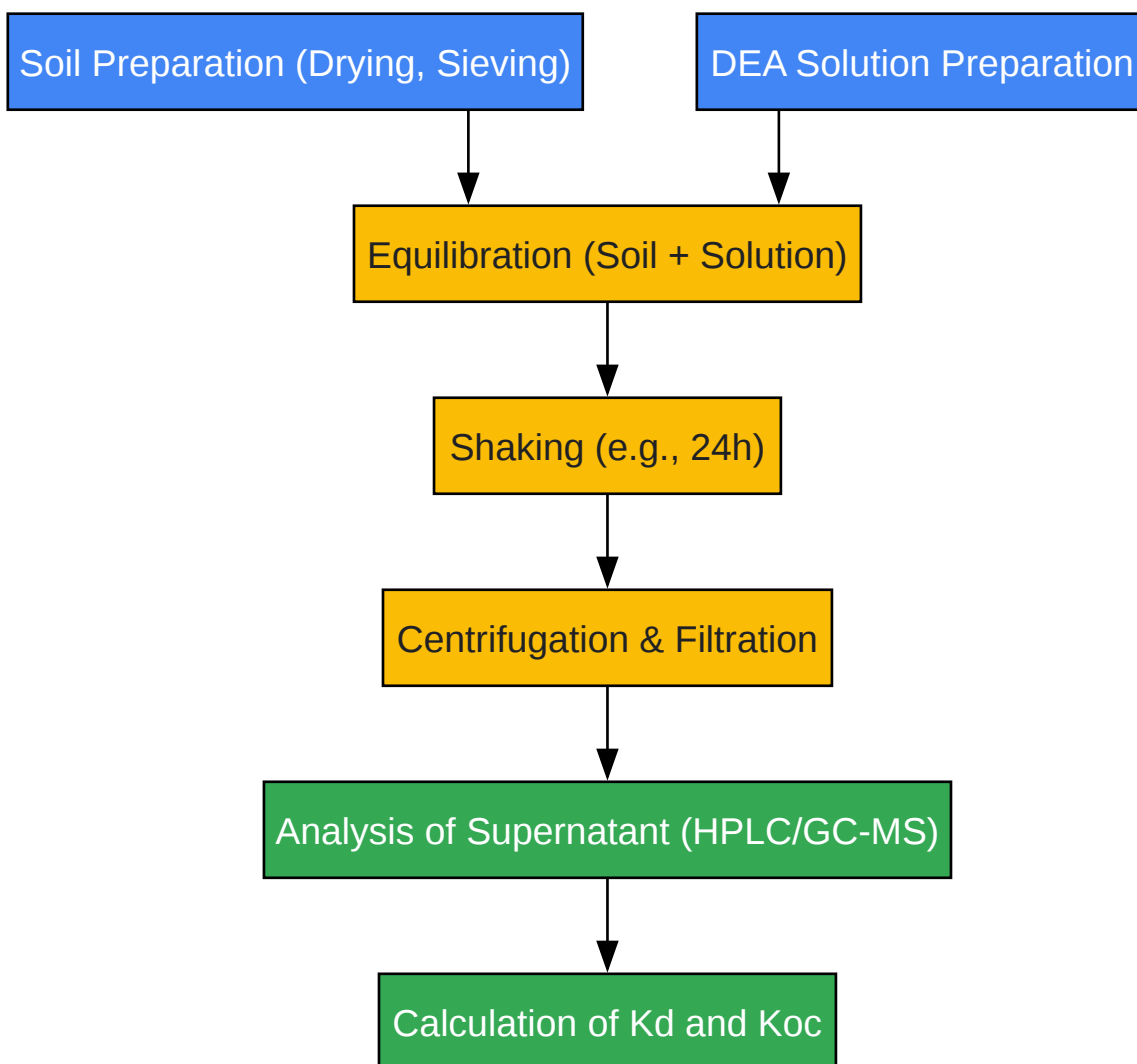 Soil Preparation (Drying, Sieving)
DEA Solution Preparation
Equilibration (Soil + Solution)
Shaking (e.g., 24h)
Centrifugation & Filtration
Analysis of Supernatant (HPLC/GC-MS)
Calculation of Kd and Koc